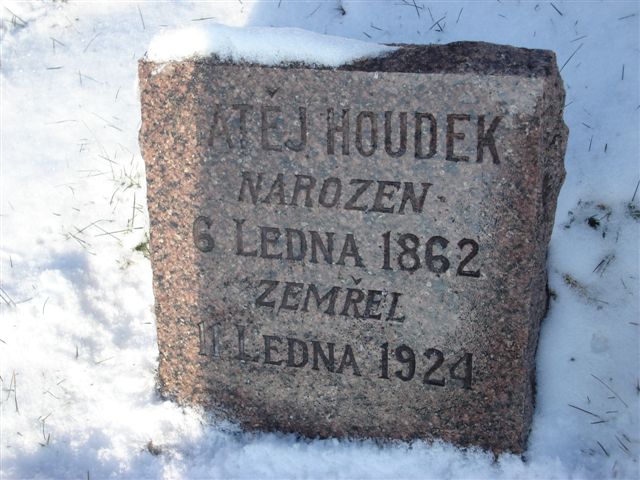 ATĚJ HOUDEK
NAROZEN
6 LEDNA 1862
ZEMŘEL
11 LEDNA 1924